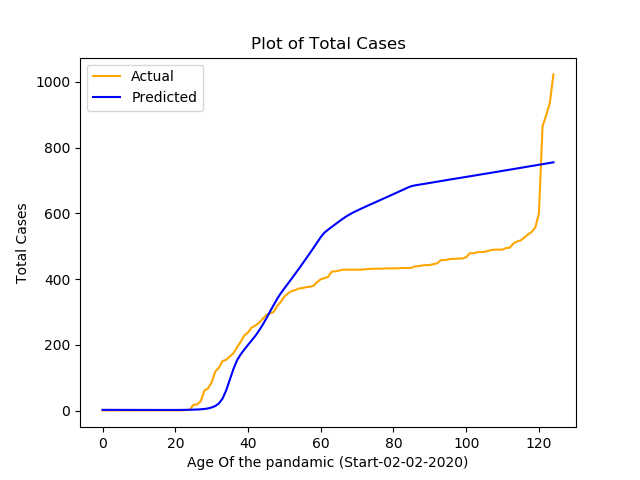 Plot of Total Cases
Actual
Predicted
1000
800
600
400
200
0
Total Cases
0 20 40 60 80 100 120
Age Of the pandamic (Start-02-02-2020)